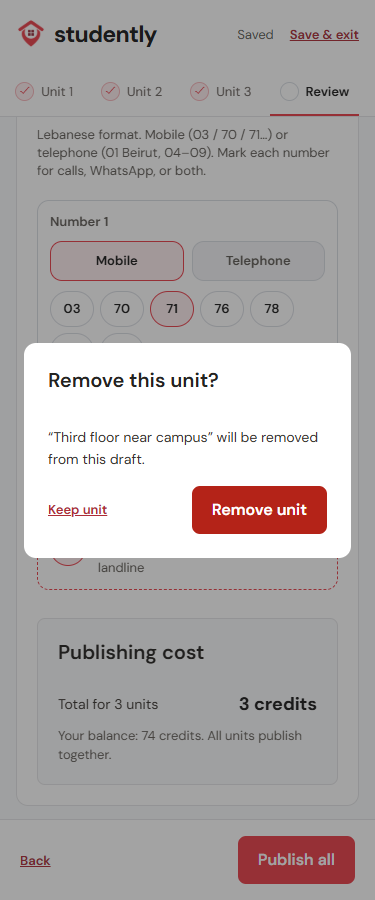 studently
Saved
Save & exit
Unit 1
Unit 2
Unit 3
Review
Lebanese format. Mobile (03 / 70 / 71…) or
telephone (01 Beirut, 04–09). Mark each number
for calls, WhatsApp, or both.
Number 1
Mobile
Telephone
03
70
71
76
78
Remove this unit?
“Third floor near campus” will be removed
from this draft.
Keep unit
Remove unit
landline
Publishing cost
Total for 3 units
3 credits
Your balance: 74 credits. All units publish
together.
Back
Publish all